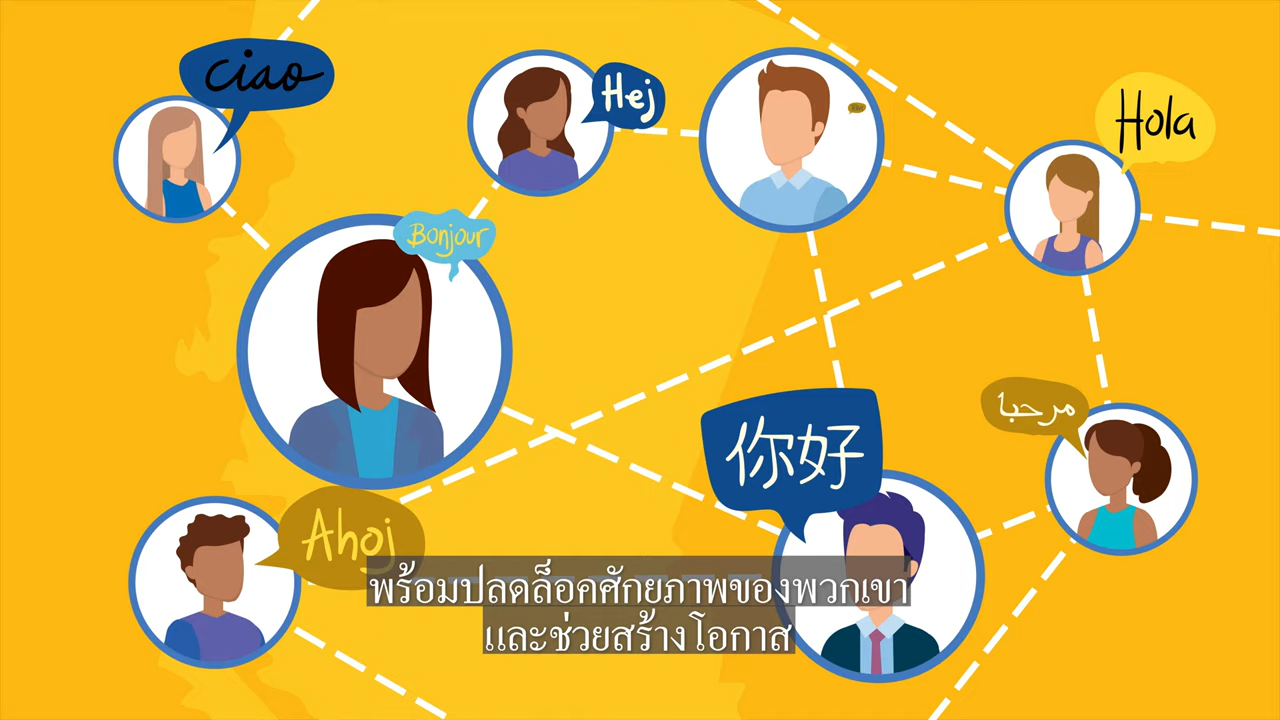 ciao
Hej
Hola
Bonjour
مرحبا
你好
Ahoj
พร้อมปลดล็อคศักยภาพของพวกเขา
และช่วยสร้างโอกาส